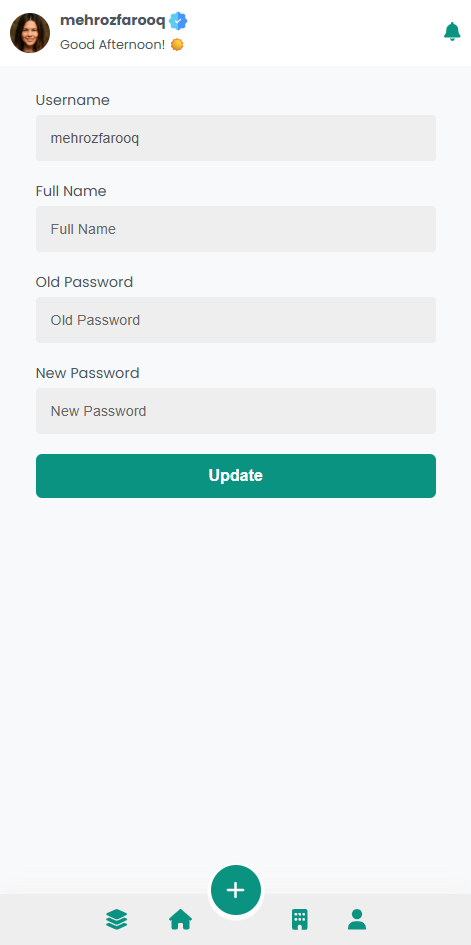 mehrozfarooq
Good Afternoon!
Username
mehrozfarooq
Full Name
Full Name
Old Password
Old Password
New Password
New Password
Update